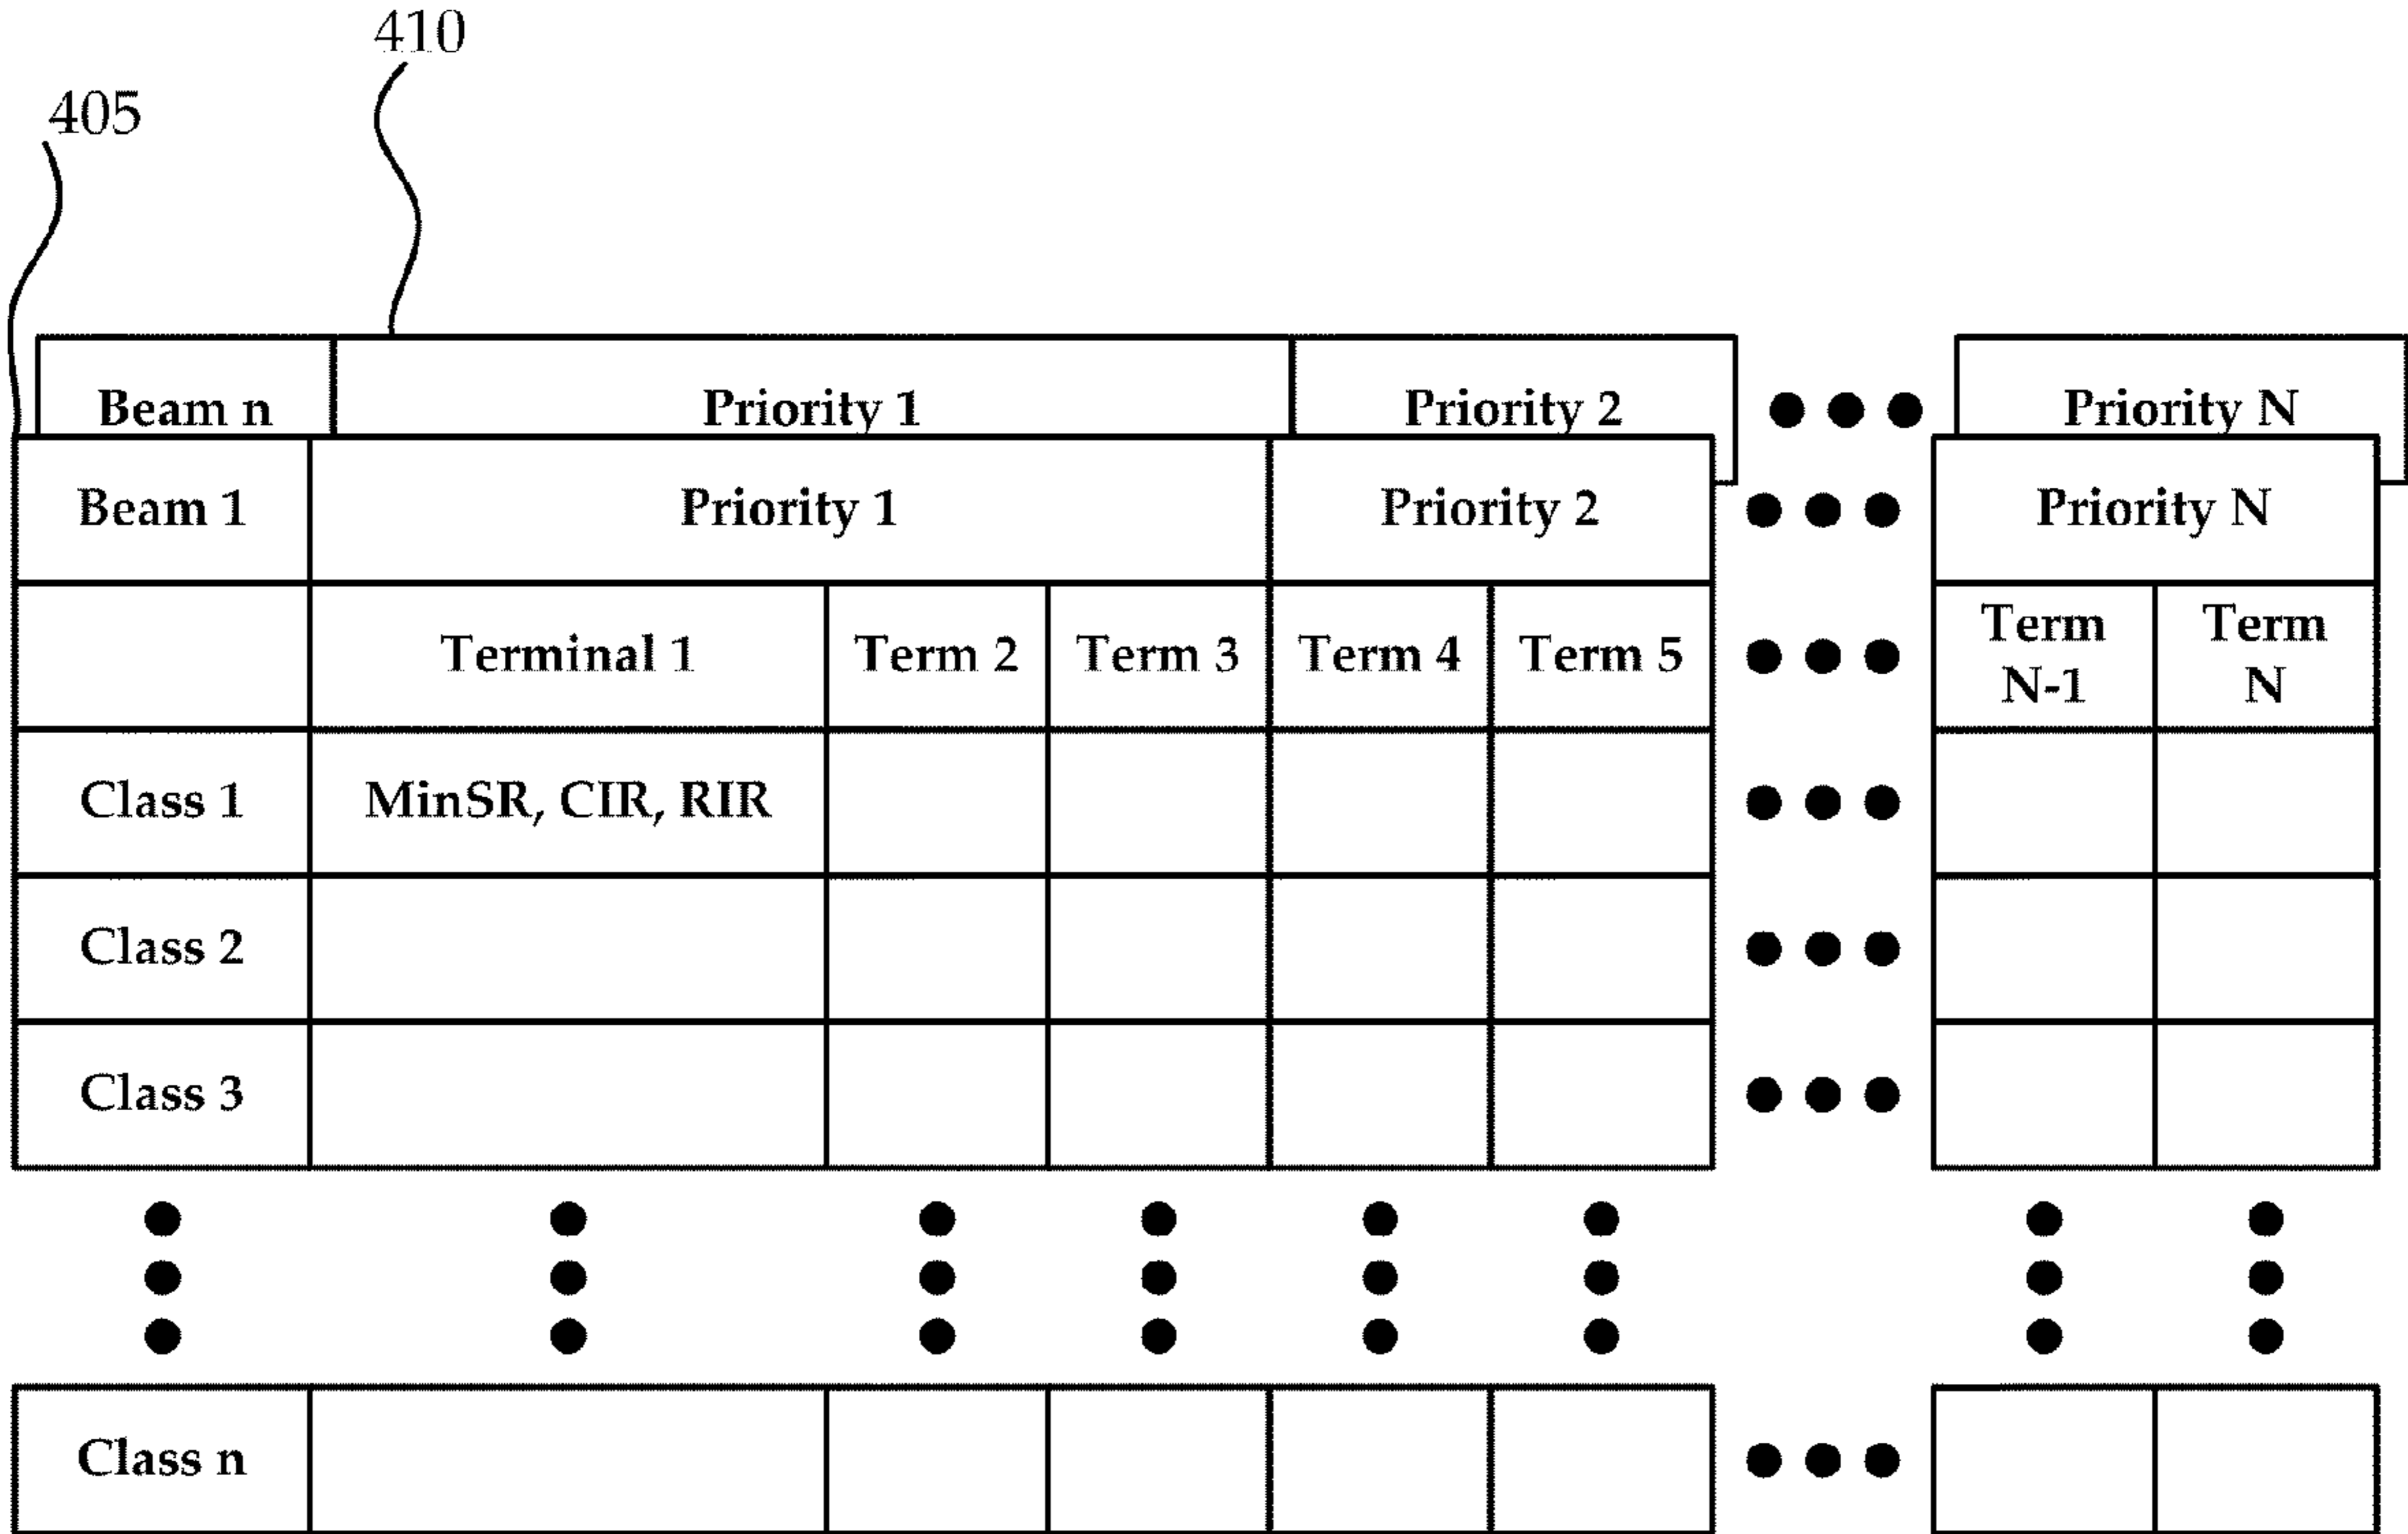 410
405
Beam n Priority 1 Priority 2 Priority N
Beam 1 Priority 1 Priority 2 Priority N
Terminal 1 Term 2 Term 3 Term 4 Term 5 Term N-1 Term N
Class 1 MinSR, CIR, RIR
Class 2
Class 3
Class n